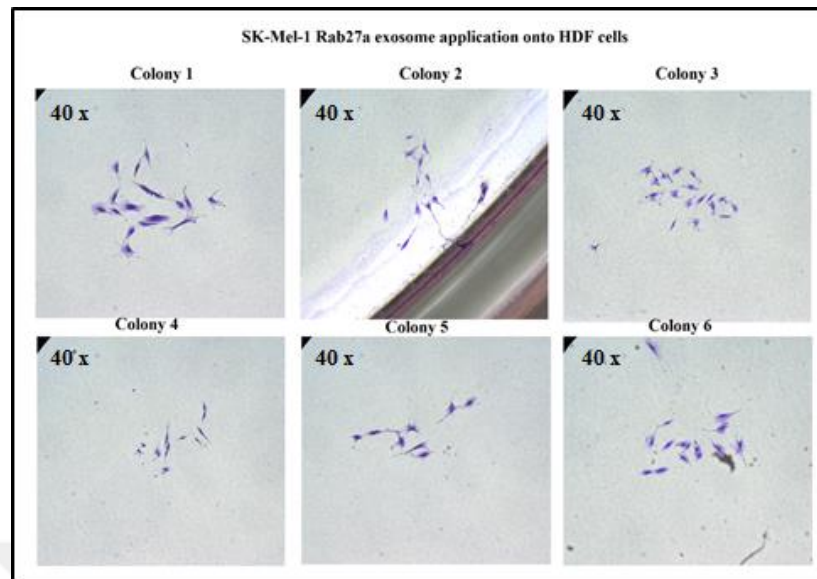 SK-Mel-1 Rab27a exosome application onto HDF cells
Colony 1
Colony 2
Colony 3
40 x
40 x
40 x
Colony 4
Colony 5
Colony 6
40 x
40 x
40 x